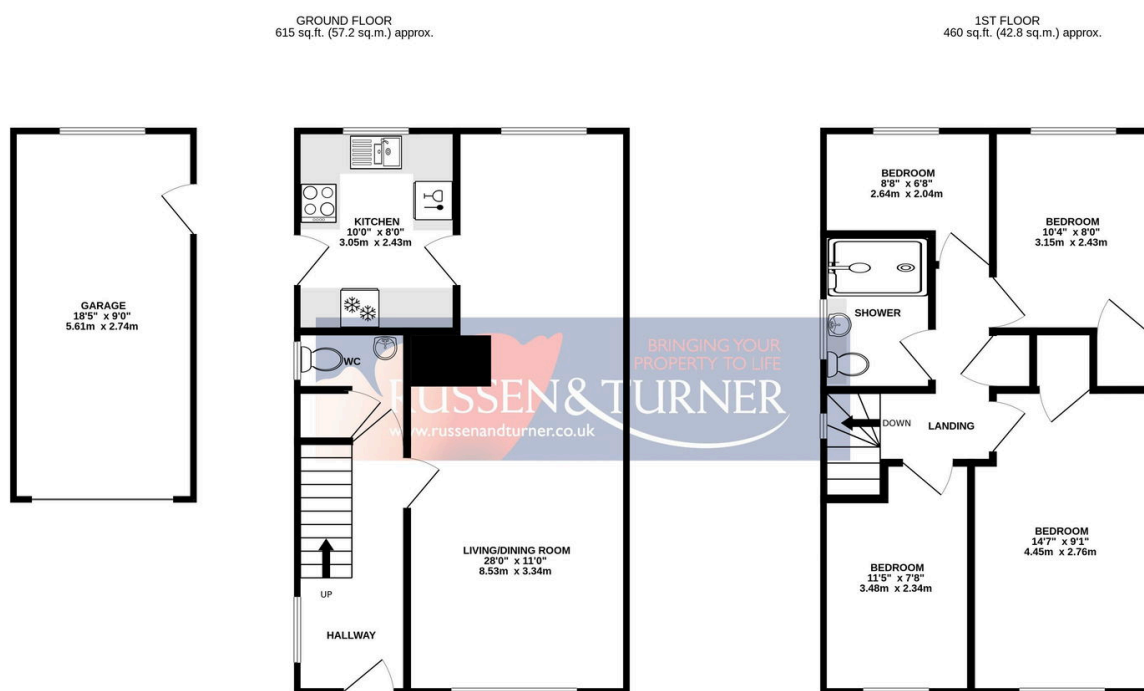 GROUND FLOOR
615 sq.ft. (57.2 sq.m.) approx.
1ST FLOOR
460 sq.ft. (42.8 sq.m.) approx.
GARAGE
18'5" x 9'0"
5.61m x 2.74m
KITCHEN
10'0" x 8'0"
3.05m x 2.43m
WC
UP
HALLWAY
LIVING/DINING ROOM
28'0" x 11'0"
8.53m x 3.34m
BEDROOM
8'8" x 6'8"
2.64m x 2.04m
BEDROOM
10'4" x 8'0"
3.15m x 2.43m
SHOWER
DOWN
LANDING
BEDROOM
11'5" x 7'8"
3.48m x 2.34m
BEDROOM
14'7" x 9'1"
4.45m x 2.76m
BRINGING YOUR
PROPERTY TO LIFE
RUSSEN & TURNER
www.russenandturner.co.uk